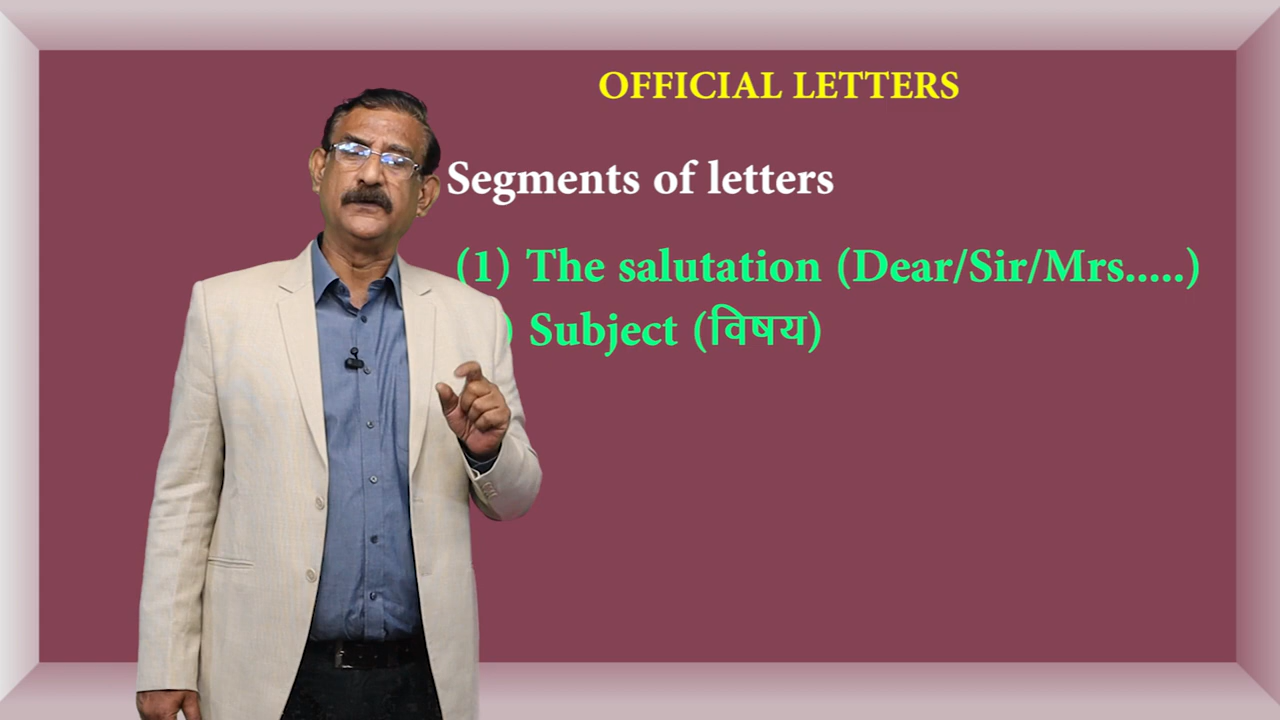 OFFICIAL LETTERS
Segments of letters
(1) The salutation (Dear/Sir/Mrs.....)
) Subject (विषय)